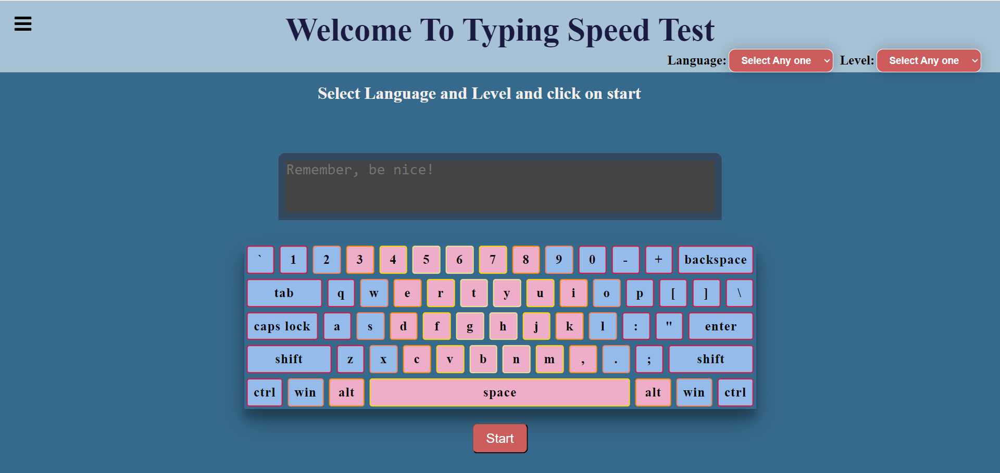 Welcome To Typing Speed Test
Language: Select Any one Level: Select Any one
Select Language and Level and click on start
Remember, be nice!
` 1 2 3 4 5 6 7 8 9 0 - + backspace
tab q w e r t y u i o p [ ] \
caps lock a s d f g h j k l : " enter
shift z x c v b n m , . ; shift
ctrl win alt space alt win ctrl
Start